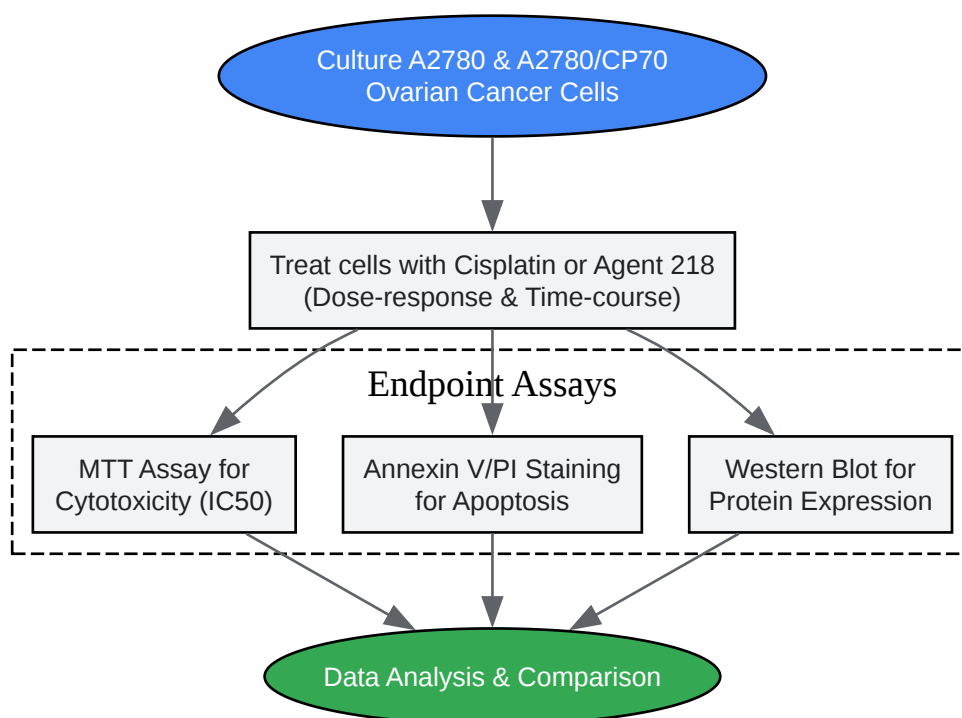 Culture A2780 & A2780/CP70
Ovarian Cancer Cells
Treat cells with Cisplatin or Agent 218
(Dose-response & Time-course)
Endpoint Assays
MTT Assay for
Cytotoxicity (IC50)
Annexin V/PI Staining
for Apoptosis
Western Blot for
Protein Expression
Data Analysis & Comparison